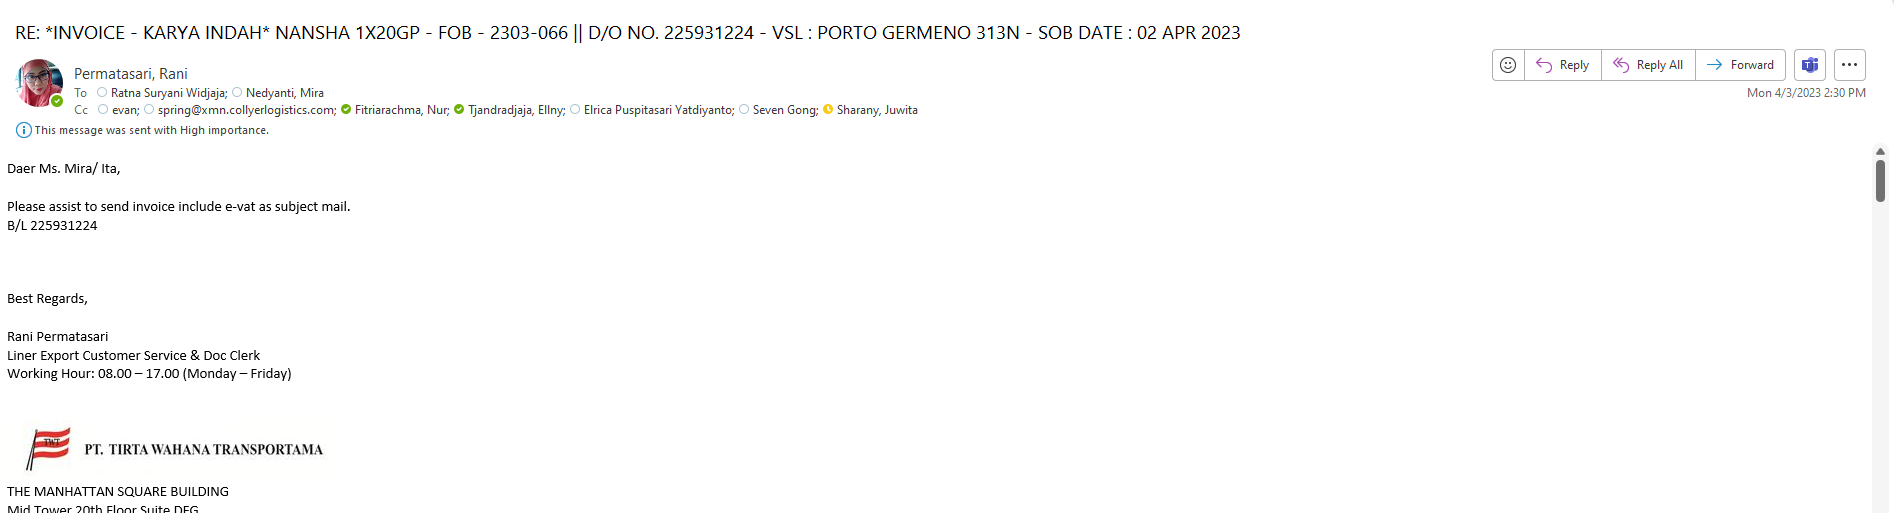 RE: *INVOICE - KARYA INDAH* NANSHA 1X20GP - FOB - 2303-066 || D/O NO. 225931224 - VSL : PORTO GERMENO 313N - SOB DATE : 02 APR 2023
Permatasari, Rani
To Ratna Suryani Widjaja; Nedyanti, Mira
Cc evan; spring@xmn.collyerlogistics.com; Fitriarachma, Nur; Tjandradjaja, Ellny; Elrica Puspitasari Yatdiyanto; Seven Gong; Sharany, Juwita
This message was sent with High importance.
Reply Reply All Forward
Mon 4/3/2023 2:30 PM
Daer Ms. Mira/ Ita,
Please assist to send invoice include e-vat as subject mail.
B/L 225931224
Best Regards,
Rani Permatasari
Liner Export Customer Service & Doc Clerk
Working Hour: 08.00 – 17.00 (Monday – Friday)
TWT PT. TIRTA WAHANA TRANSPORTAMA
THE MANHATTAN SQUARE BUILDING
Mid Tower 20th Floor Suite DEG